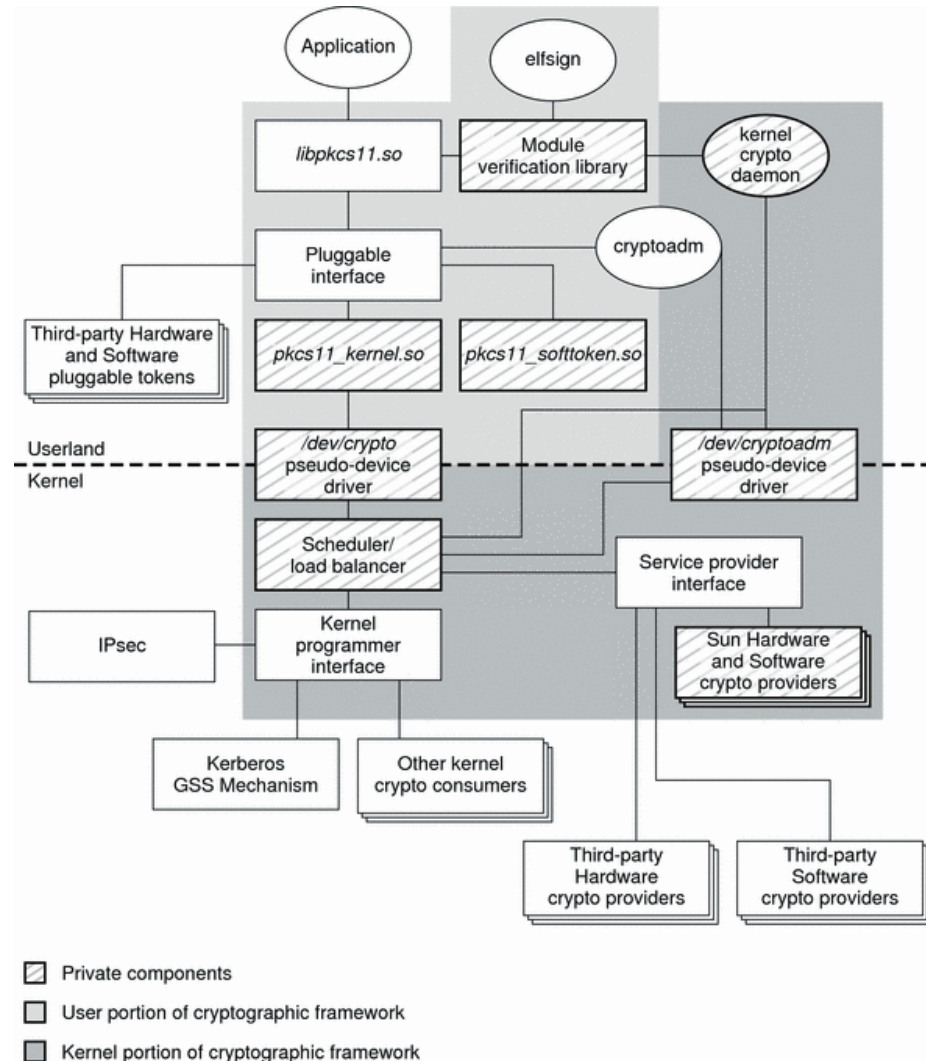 Application
elfsign
libpkcs11.so
Module
verification library
kernel
crypto
daemon
Pluggable
interface
cryptoadm
Third-party Hardware
and Software
pluggable tokens
pkcs11_kernel.so
pkcs11_softtoken.so
Userland
Kernel
/dev/crypto
pseudo-device
driver
/dev/cryptoadm
pseudo-device
driver
Scheduler/
load balancer
Service provider
interface
IPsec
Kernel
programmer
interface
Sun Hardware
and Software
crypto providers
Kerberos
GSS Mechanism
Other kernel
crypto consumers
Third-party
Hardware
crypto providers
Third-party
Software
crypto providers
Private components
User portion of cryptographic framework
Kernel portion of cryptographic framework